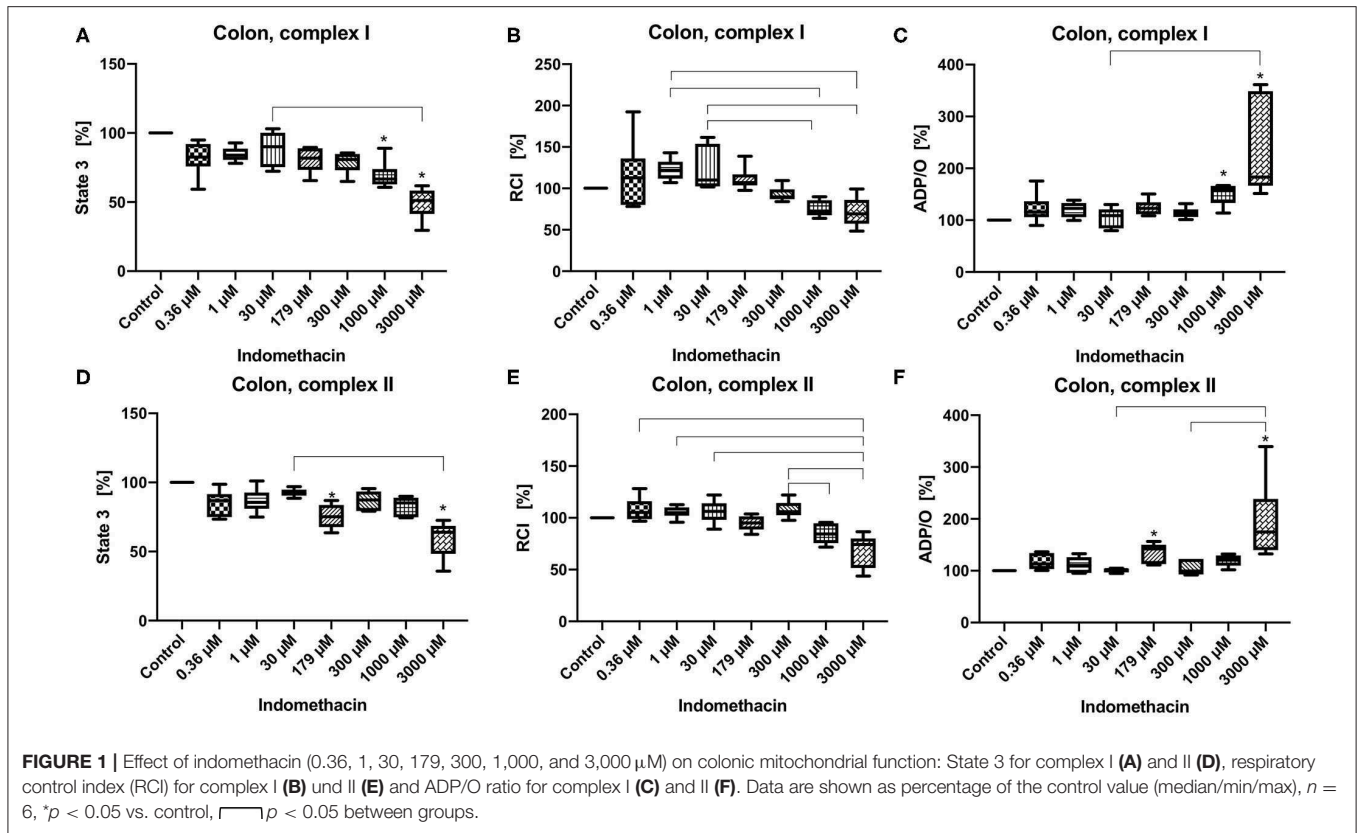 A
Colon, complex I
150
100
50
0
State 3 [%]
*
*
Control
0.36 µM
1 µM
30 µM
179 µM
300 µM
1000 µM
3000 µM
Indomethacin
B
Colon, complex I
250
200
150
100
50
0
RCI [%]
Control
0.36 µM
1 µM
30 µM
179 µM
300 µM
1000 µM
3000 µM
Indomethacin
C
Colon, complex I
400
300
200
100
0
ADP/O [%]
*
*
Control
0.36 µM
1 µM
30 µM
179 µM
300 µM
1000 µM
3000 µM
Indomethacin
D
Colon, complex II
150
100
50
0
State 3 [%]
*
*
Control
0.36 µM
1 µM
30 µM
179 µM
300 µM
1000 µM
3000 µM
Indomethacin
E
Colon, complex II
200
150
100
50
0
RCI [%]
Control
0.36 µM
1 µM
30 µM
179 µM
300 µM
1000 µM
3000 µM
Indomethacin
F
Colon, complex II
400
300
200
100
0
ADP/O [%]
*
*
Control
0.36 µM
1 µM
30 µM
179 µM
300 µM
1000 µM
3000 µM
Indomethacin
FIGURE 1 | Effect of indomethacin (0.36, 1, 30, 179, 300, 1,000, and 3,000 µM) on colonic mitochondrial function: State 3 for complex I (A) and II (D), respiratory
control index (RCI) for complex I (B) und II (E) and ADP/O ratio for complex I (C) and II (F). Data are shown as percentage of the control value (median/min/max), n =
6, *p < 0.05 vs. control, p < 0.05 between groups.